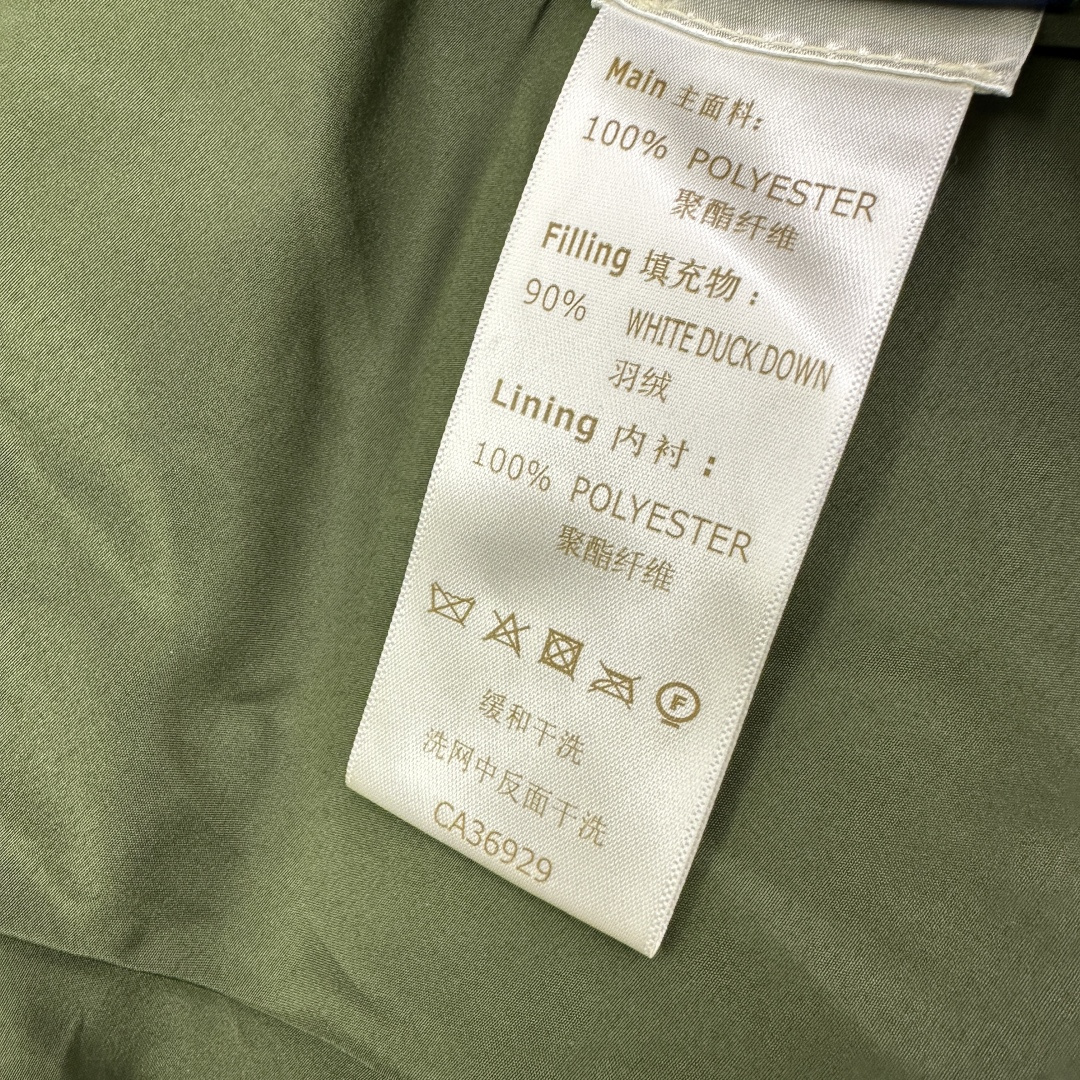 Main 主面料:
100% POLYESTER
聚酯纤维
Filling 填充物:
90% WHITE DUCK DOWN
羽绒
Lining 内衬:
100% POLYESTER
聚酯纤维
F
缓和干洗
洗网中反面干洗
CA36929